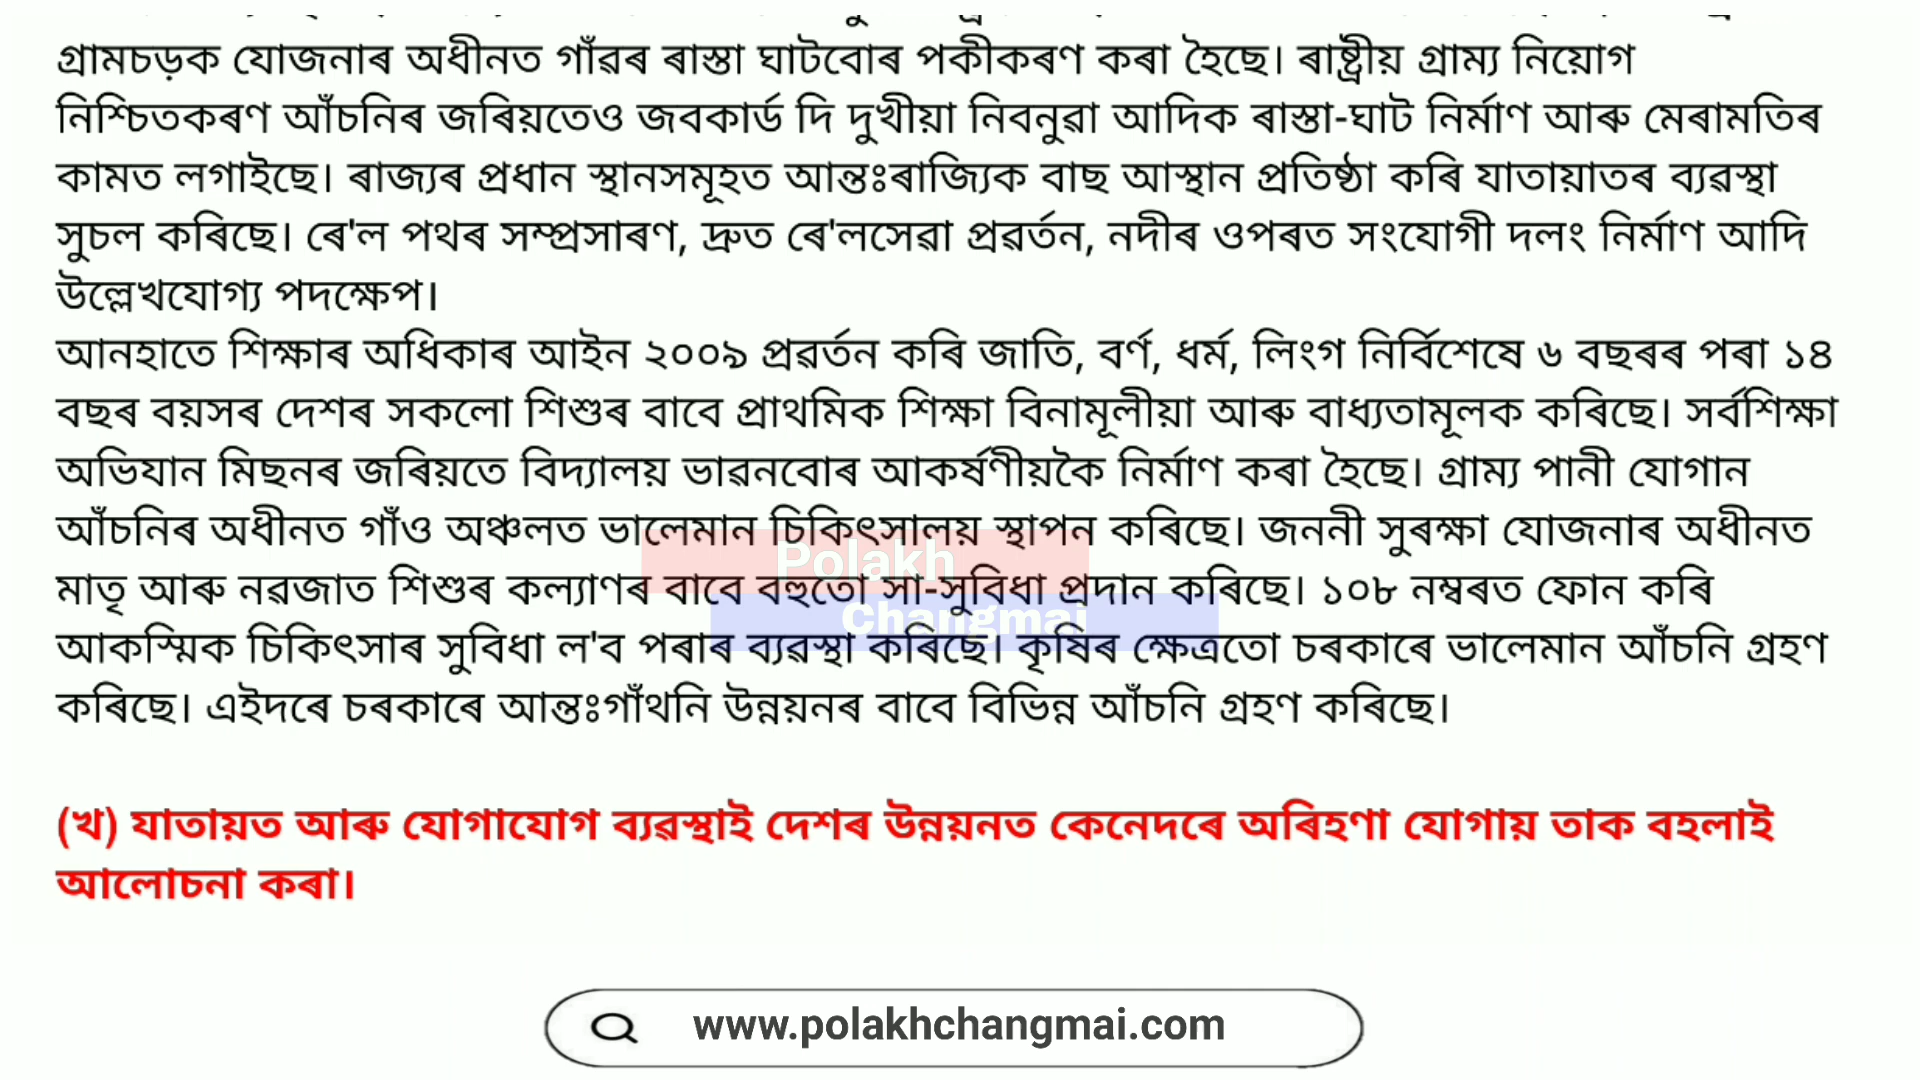 গ্ৰামচড়ক যোজনাৰ অধীনত গাঁৱৰ ৰাস্তা ঘাটবোৰ পকীকৰণ কৰা হৈছে। ৰাষ্ট্ৰীয় গ্ৰাম্য নিয়োগ
নিশ্চিতকৰণ আঁচনিৰ জৰিয়তেও জবকাৰ্ড দি দুখীয়া নিবনুৱা আদিক ৰাস্তা-ঘাট নিৰ্মাণ আৰু মেৰামতিৰ
কামত লগাইছে। ৰাজ্যৰ প্ৰধান স্থানসমূহত আন্তঃৰাজ্যিক বাছ আস্থান প্ৰতিষ্ঠা কৰি যাতায়াতৰ ব্যৱস্থা
সুচল কৰিছে। ৰে'ল পথৰ সম্প্ৰসাৰণ, দ্ৰুত ৰে'লসেৱা প্ৰৱৰ্তন, নদীৰ ওপৰত সংযোগী দলং নিৰ্মাণ আদি
উল্লেখযোগ্য পদক্ষেপ।
আনহাতে শিক্ষাৰ অধিকাৰ আইন ২০০৯ প্ৰৱৰ্তন কৰি জাতি, বৰ্ণ, ধৰ্ম, লিংগ নিৰ্বিশেষে ৬ বছৰৰ পৰা ১৪
বছৰ বয়সৰ দেশৰ সকলো শিশুৰ বাবে প্ৰাথমিক শিক্ষা বিনামূলীয়া আৰু বাধ্যতামূলক কৰিছে। সৰ্বশিক্ষা
অভিযান মিছনৰ জৰিয়তে বিদ্যালয় ভাৱনবোৰ আকৰ্ষণীয়কৈ নিৰ্মাণ কৰা হৈছে। গ্ৰাম্য পানী যোগান
আঁচনিৰ অধীনত গাঁও অঞ্চলত ভালেমান চিকিৎসালয় স্থাপন কৰিছে। জননী সুৰক্ষা যোজনাৰ অধীনত
Polakh
মাতৃ আৰু নৱজাত শিশুৰ কল্যাণৰ বাবে বহুতো সা-সুবিধা প্ৰদান কৰিছে। ১০৮ নম্বৰত ফোন কৰি
Changmai
আকস্মিক চিকিৎসাৰ সুবিধা ল'ব পৰাৰ ব্যৱস্থা কৰিছে। কৃষিৰ ক্ষেত্ৰতো চৰকাৰে ভালেমান আঁচনি গ্ৰহণ
কৰিছে। এইদৰে চৰকাৰে আন্তঃগাঁথনি উন্নয়নৰ বাবে বিভিন্ন আঁচনি গ্ৰহণ কৰিছে।
(খ) যাতায়ত আৰু যোগাযোগ ব্যৱস্থাই দেশৰ উন্নয়নত কেনেদৰে অৰিহণা যোগায় তাক বহলাই
আলোচনা কৰা।
www.polakhchangmai.com